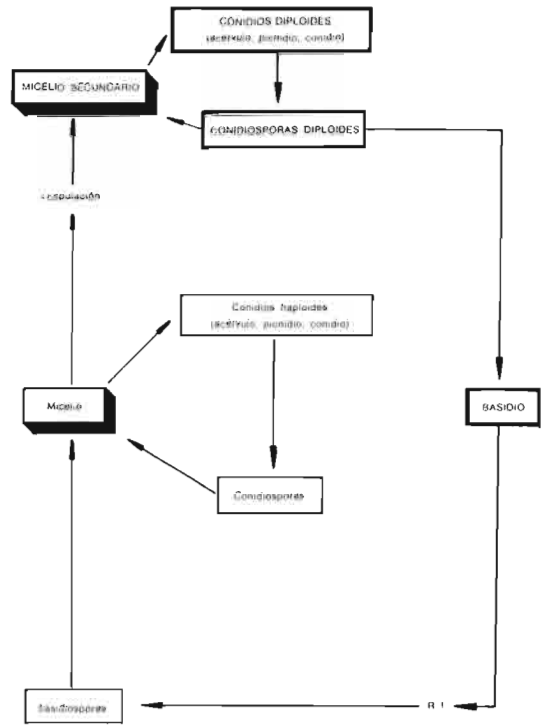 CONIDIOS DIPLOIDES
(acérvulo, picnidio, conidio)
MICELIO SECUNDARIO
CONIDIOSPORAS DIPLOIDES
Conidios haploides
(acérvulo, picnidio, conidio)
Micelio
BASIDIO
Conidiosporas
Basidiosporas
R !